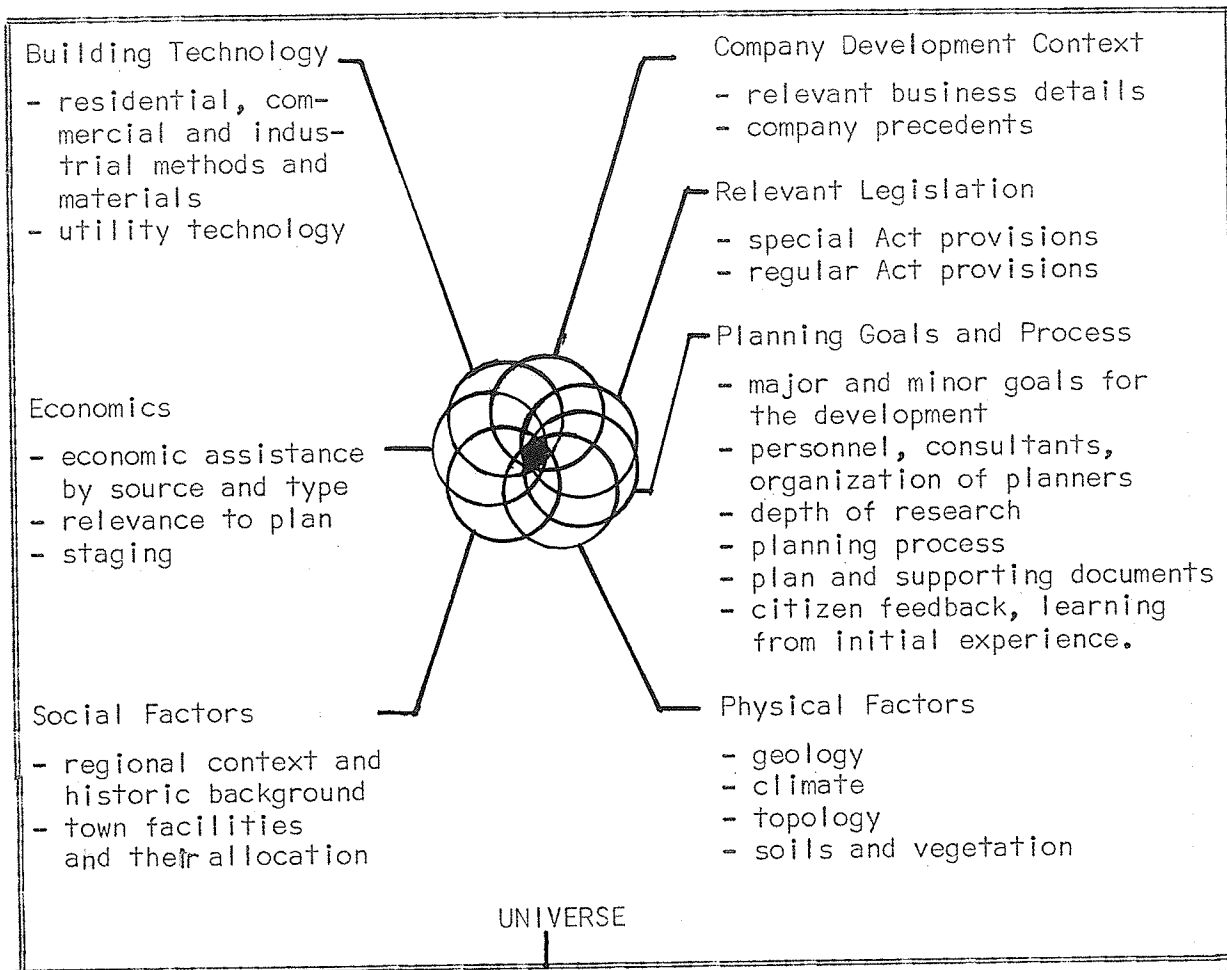 Building Technology
- residential, com-
mercial and indus-
trial methods and
materials
- utility technology
Economics
- economic assistance
by source and type
- relevance to plan
- staging
Social Factors
- regional context and
historic background
- town facilities
and their allocation
Company Development Context
- relevant business details
- company precedents
Relevant Legislation
- special Act provisions
- regular Act provisions
Planning Goals and Process
- major and minor goals for
the development
- personnel, consultants,
organization of planners
- depth of research
- planning process
- plan and supporting documents
- citizen feedback, learning
from initial experience.
Physical Factors
- geology
- climate
- topology
- soils and vegetation
UNIVERSE